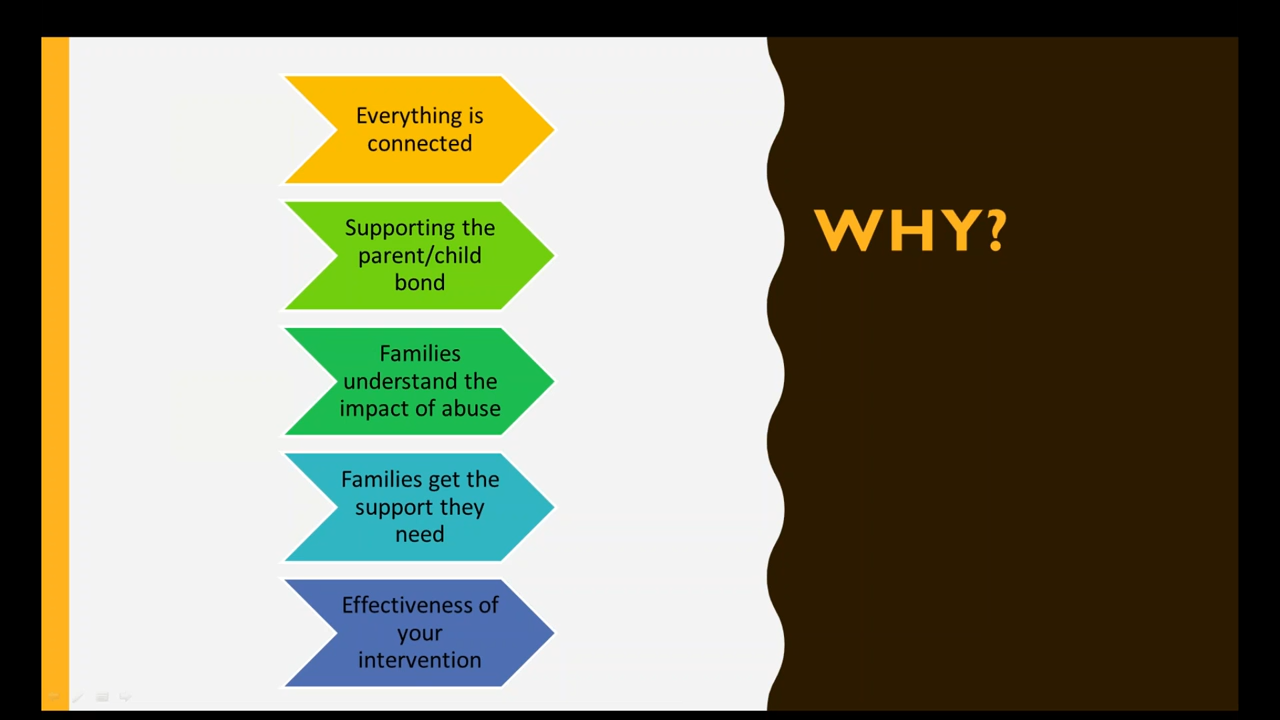 Everything is
connected
Supporting the
parent/child
bond
Families
understand the
impact of abuse
Families get the
support they
need
Effectiveness of
your
intervention
WHY?